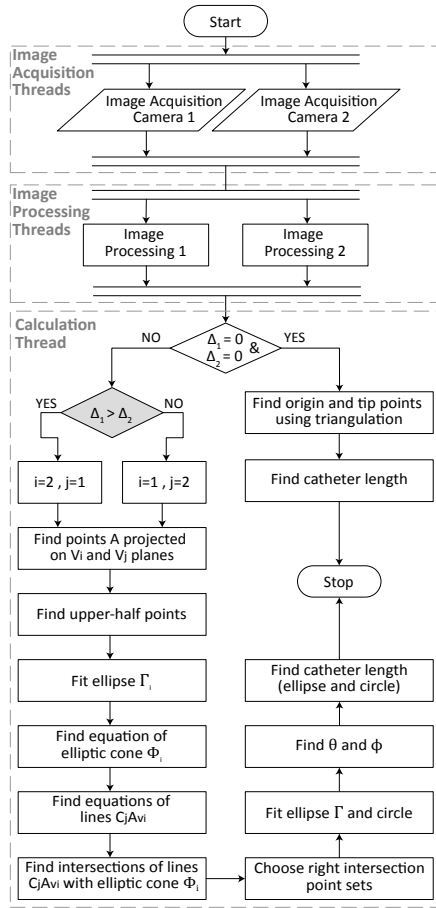 Start
Image
Acquisition
Threads
Image Acquisition
Camera 1
Image Acquisition
Camera 2
Image
Processing
Threads
Image
Processing 1
Image
Processing 2
Calculation
Thread
NO
Δ₁ = 0
Δ₂ = 0 &
YES
YES
Δ₁ > Δ₂
NO
i=2 , j=1
i=1 , j=2
Find points A projected
on Vi and Vj planes
Find upper-half points
Fit ellipse Γᵢ
Find equation of
elliptic cone Φᵢ
Find equations of
lines CjAvi
Find intersections of lines
CjAvi with elliptic cone Φᵢ
Find origin and tip points
using triangulation
Find catheter length
Stop
Find catheter length
(ellipse and circle)
Find θ and ϕ
Fit ellipse Γ and circle
Choose right intersection
point sets